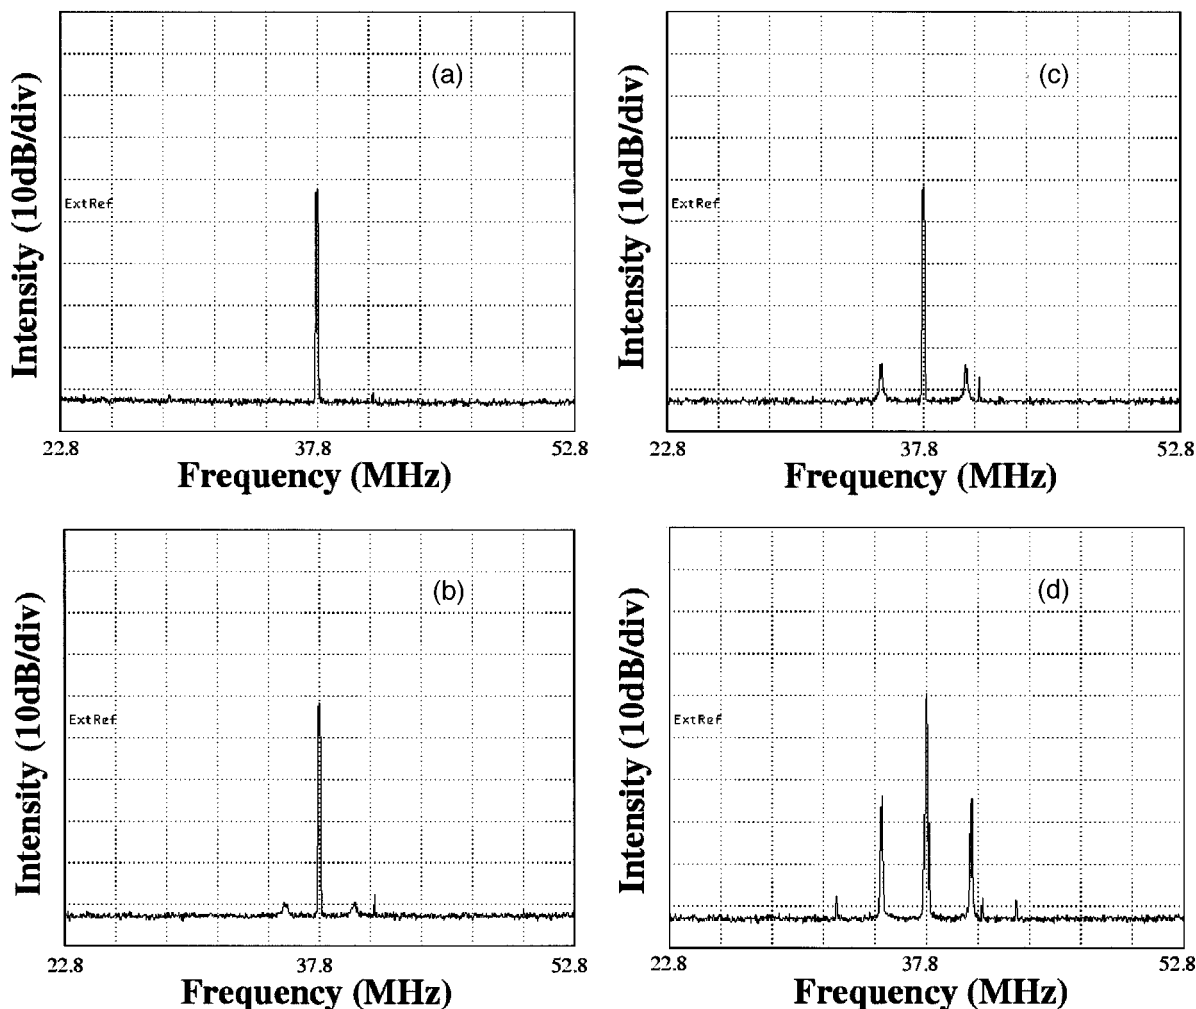 (a)
Intensity (10dB/div)
ExtRef
22.8 37.8 52.8
Frequency (MHz)
(c)
Intensity (10dB/div)
ExtRef
22.8 37.8 52.8
Frequency (MHz)
(b)
Intensity (10dB/div)
ExtRef
22.8 37.8 52.8
Frequency (MHz)
(d)
Intensity (10dB/div)
ExtRef
22.8 37.8 52.8
Frequency (MHz)